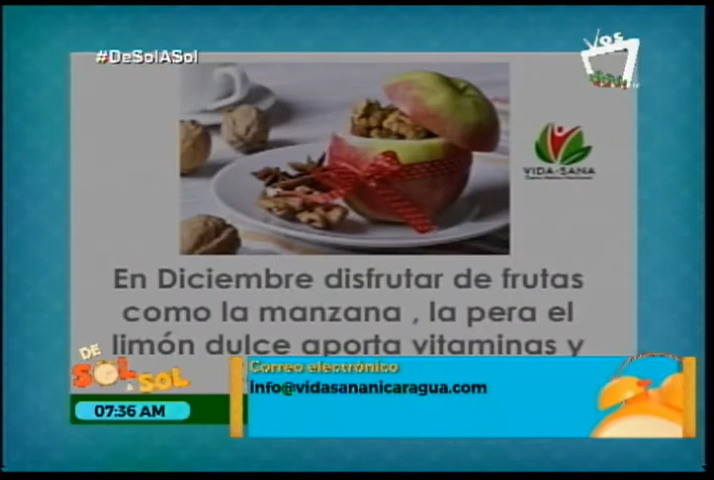 #DeSolASol
Vos
VIDA-SANA
En Diciembre disfrutar de frutas
como la manzana , la pera el
limón dulce aporta vitaminas y
DE
SOL
A SOL
Correo electrónico
info@vidasananicaragua.com
07:36 AM